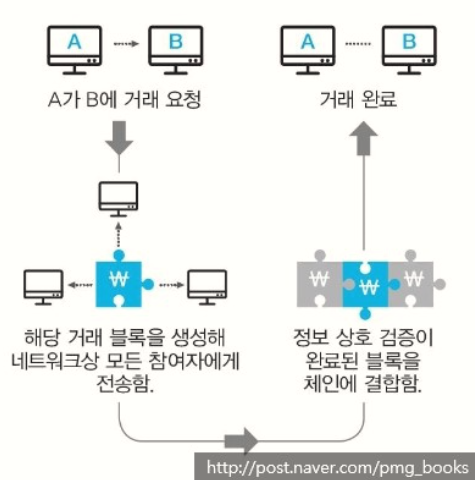 A B
A가 B에 거래 요청
₩
해당 거래 블록을 생성해
네트워크상 모든 참여자에게
전송함.
₩ ₩ ₩
정보 상호 검증이
완료된 블록을
체인에 결합함.
A B
거래 완료
http://post.naver.com/pmg_books